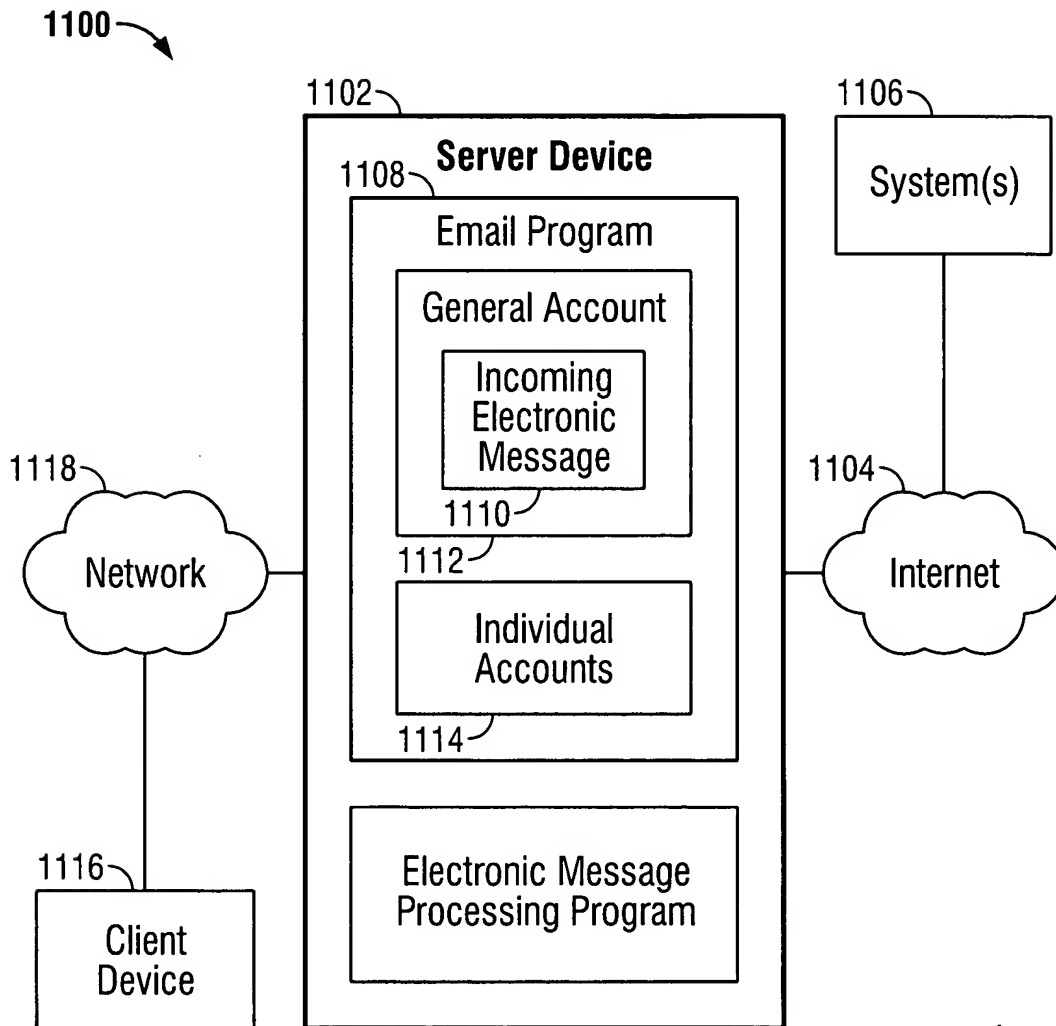 1100
1102
1106
Server Device
System(s)
1108
Email Program
General Account
Incoming
Electronic
Message
1110
1112
1118
Network
1104
Internet
Individual
Accounts
1114
1116
Client
Device
Electronic Message
Processing Program